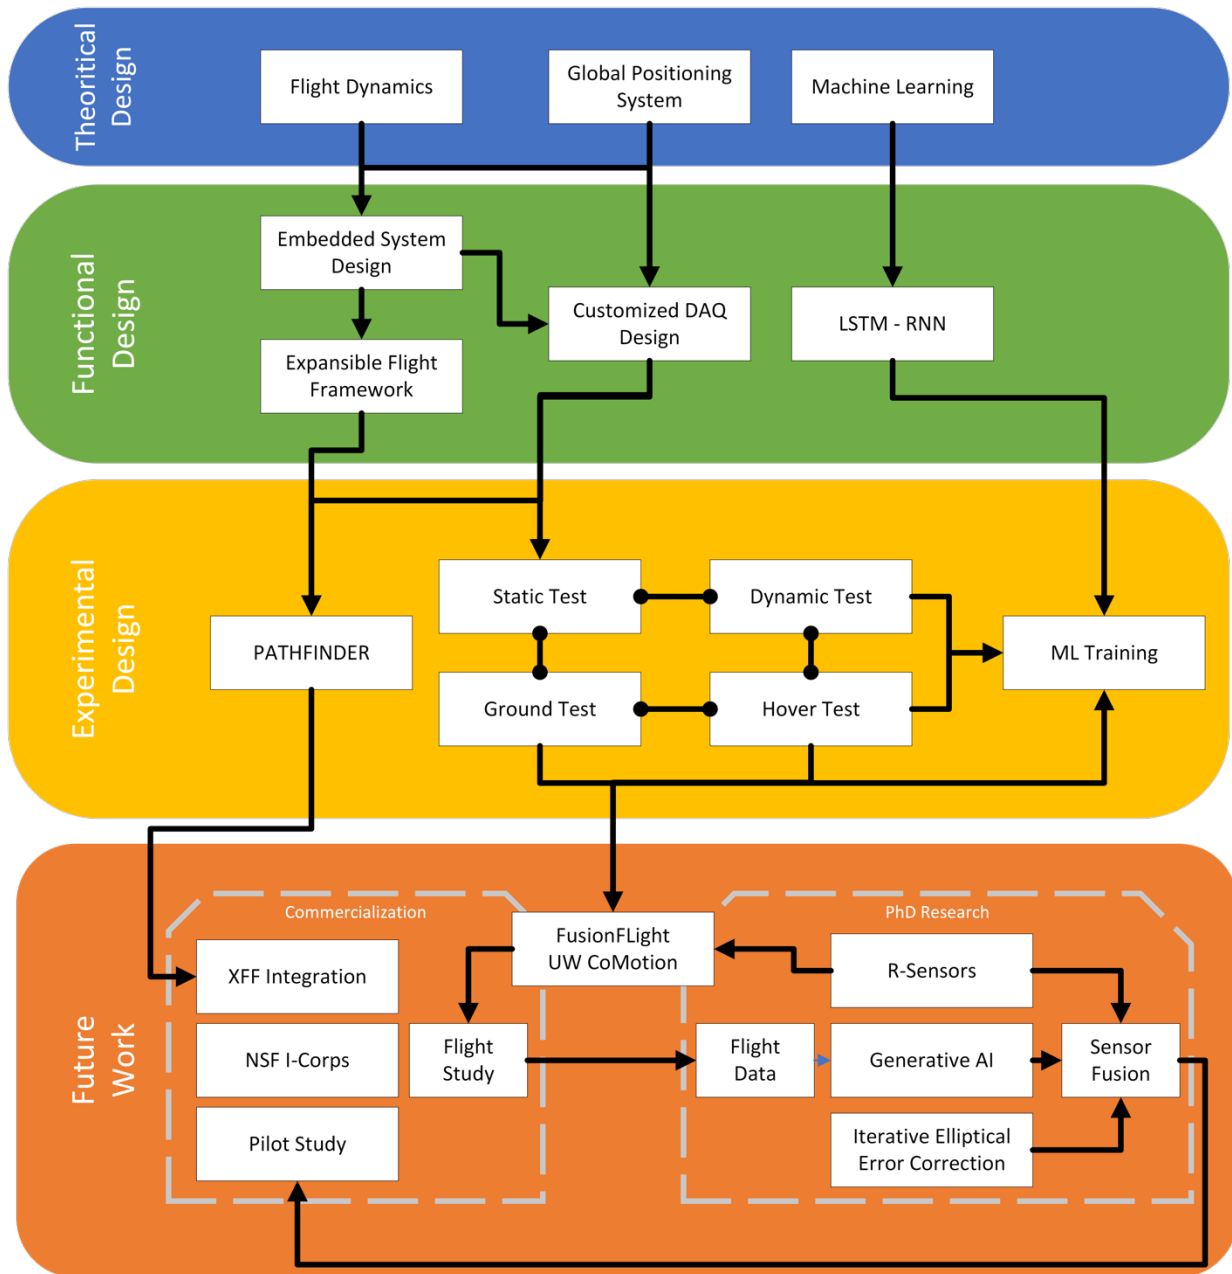 Theoritical
Design
Flight Dynamics
Global Positioning
System
Machine Learning
Functional
Design
Embedded System
Design
Customized DAQ
Design
LSTM - RNN
Expansible Flight
Framework
Experimental
Design
Static Test
Dynamic Test
PATHFINDER
ML Training
Ground Test
Hover Test
Future
Work
Commercialization
PhD Research
FusionFLight
UW CoMotion
XFF Integration
R-Sensors
NSF I-Corps
Flight
Study
Flight
Data
Generative AI
Sensor
Fusion
Pilot Study
Iterative Elliptical
Error Correction